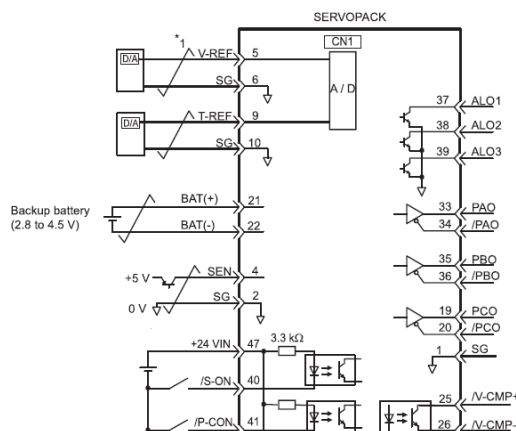 SERVOPACK
*1
CN1
D/A
V-REF
5
SG
6
A / D
D/A
T-REF
9
SG
10
37
ALO1
38
ALO2
39
ALO3
Backup battery
(2.8 to 4.5 V)
BAT(+)
21
BAT(-)
22
33
PAO
34
/PAO
+5 V
SEN
4
0 V
SG
2
35
PBO
36
/PBO
19
PCO
20
/PCO
+24 VIN
47
3.3 kΩ
1
SG
/S-ON
40
/P-CON
41
25
/V-CMP+
26
/V-CMP-